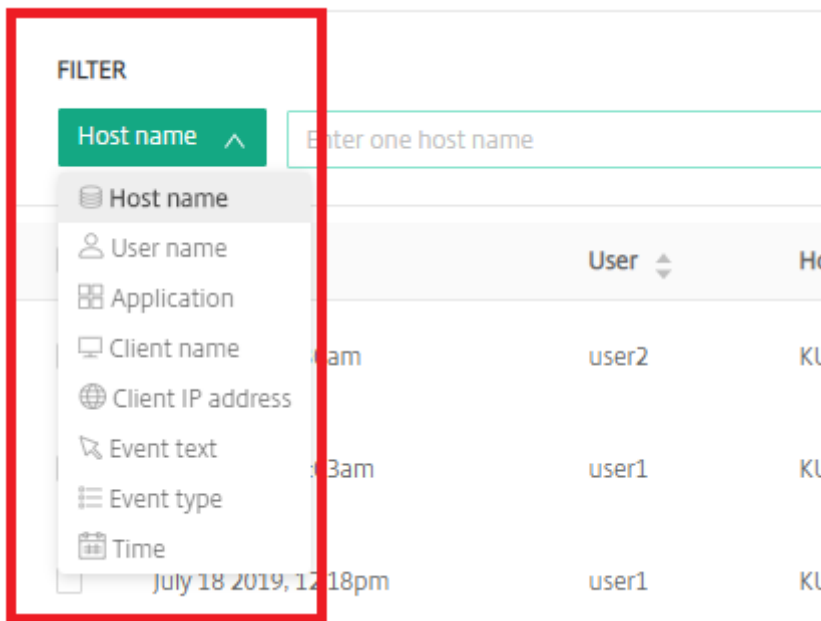 FILTER
Host name
Enter one host name
Host name
User name
User
Application
Client name
am
user2
Client IP address
Event text
:03am
user1
Event type
Time
July 18 2019, 12:18pm
user1